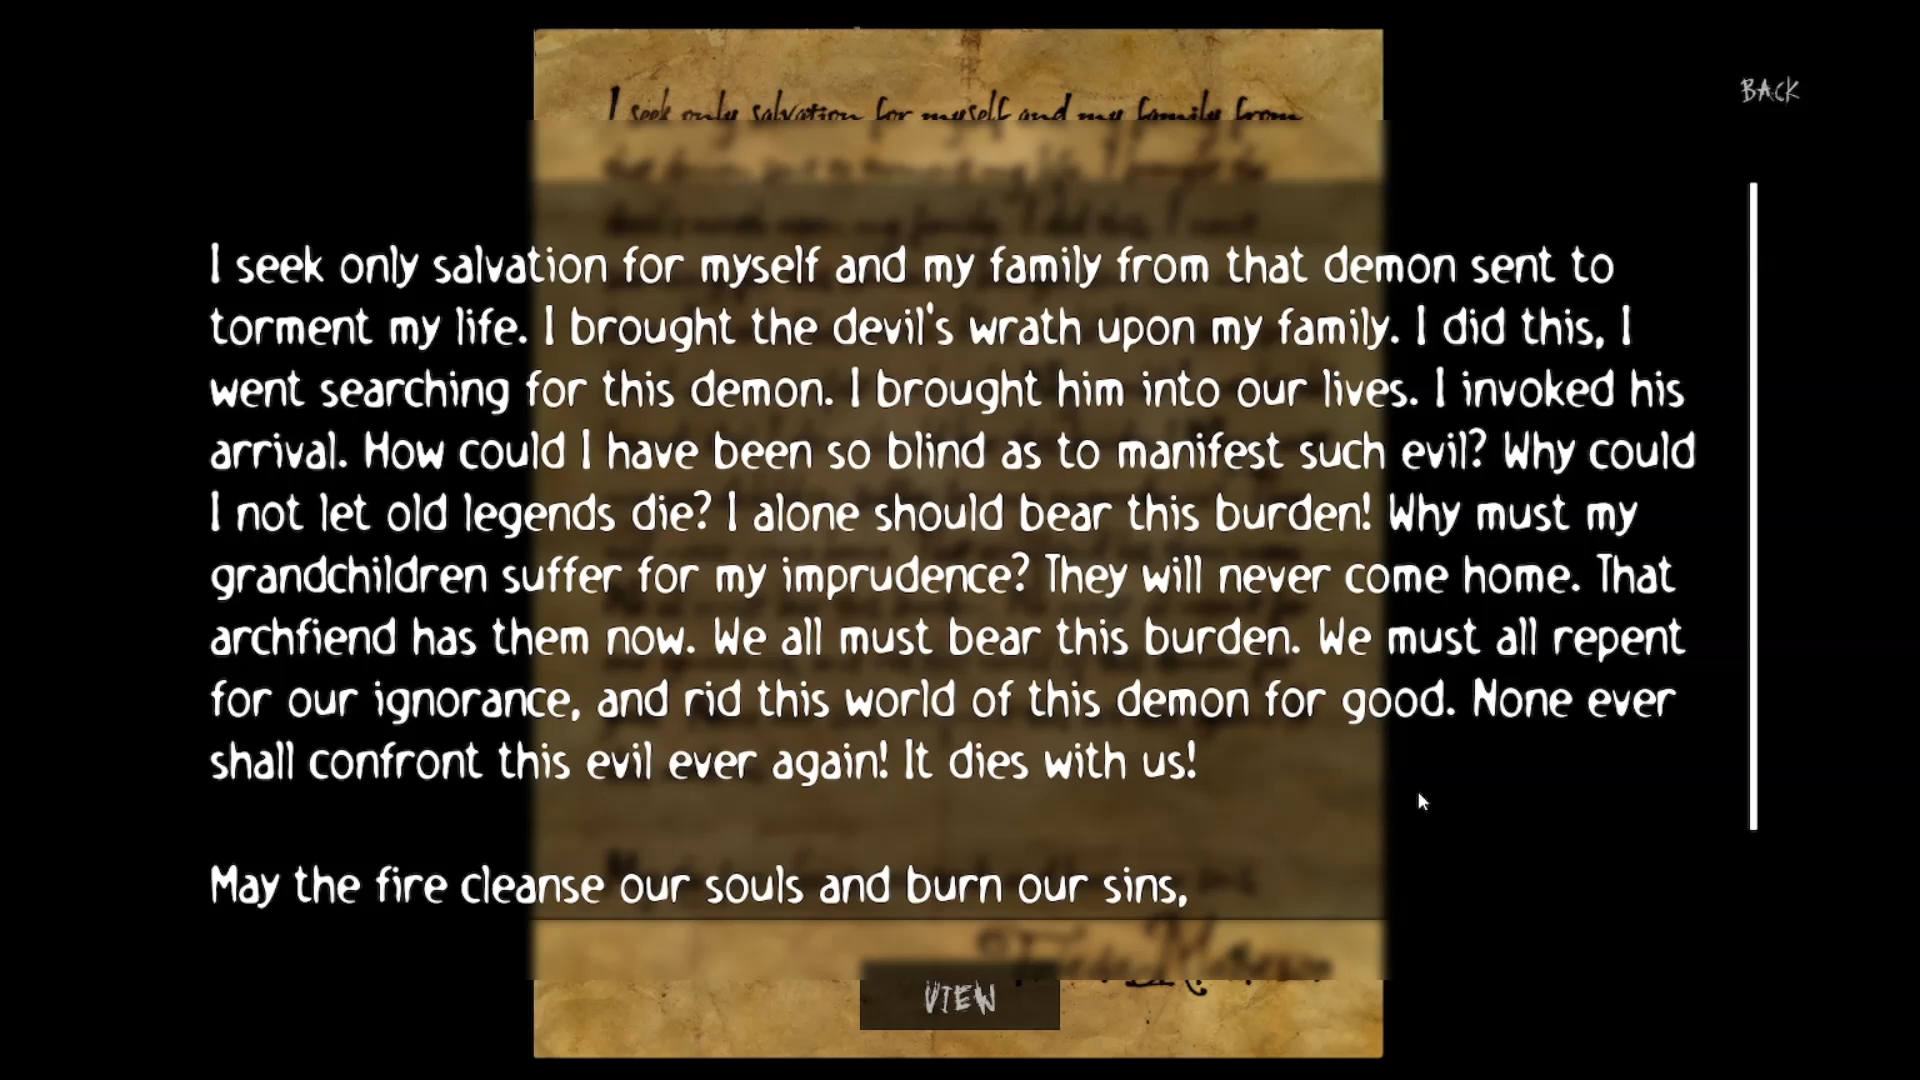 BACK
I seek only salvation for myself and my family from
I seek only salvation for myself and my family from that demon sent to
torment my life. I brought the devil's wrath upon my family. I did this, I
went searching for this demon. I brought him into our lives. I invoked his
arrival. How could I have been so blind as to manifest such evil? Why could
I not let old legends die? I alone should bear this burden! Why must my
grandchildren suffer for my imprudence? They will never come home. That
archfiend has them now. We all must bear this burden. We must all repent
for our ignorance, and rid this world of this demon for good. None ever
shall confront this evil ever again! It dies with us!
May the fire cleanse our souls and burn our sins,
VIEW